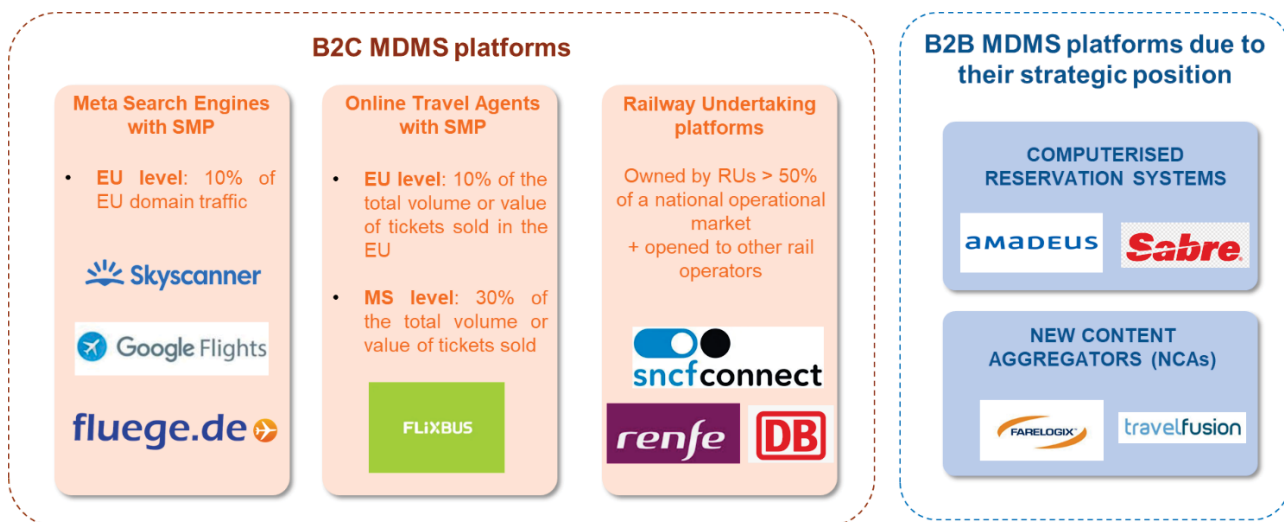 B2C MDMS platforms
Meta Search Engines
with SMP
• EU level: 10% of
EU domain traffic
Skyscanner
Google Flights
fluege.de
Online Travel Agents
with SMP
• EU level: 10% of the
total volume or value
of tickets sold in the
EU
• MS level: 30% of
the total volume or
value of tickets sold
FLiXBUS
Railway Undertaking
platforms
Owned by RUs > 50%
of a national operational
market
+ opened to other rail
operators
sncf connect
renfe
DB
B2B MDMS platforms due to
their strategic position
COMPUTERISED
RESERVATION SYSTEMS
amadeus
Sabre
NEW CONTENT
AGGREGATORS (NCAs)
FARELOGIX
travelfusion